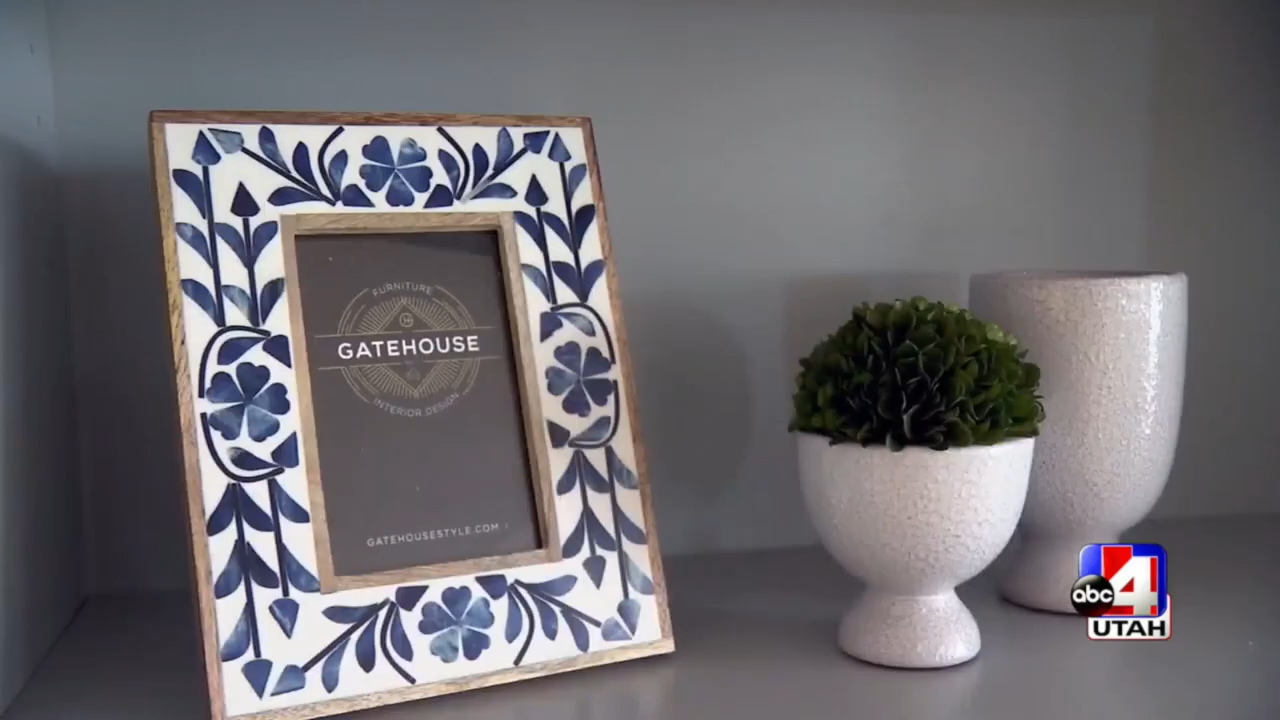 FURNITURE
GATEHOUSE
INTERIOR DESIGN
GATEHOUSESTYLE.COM
abc 4
UTAH